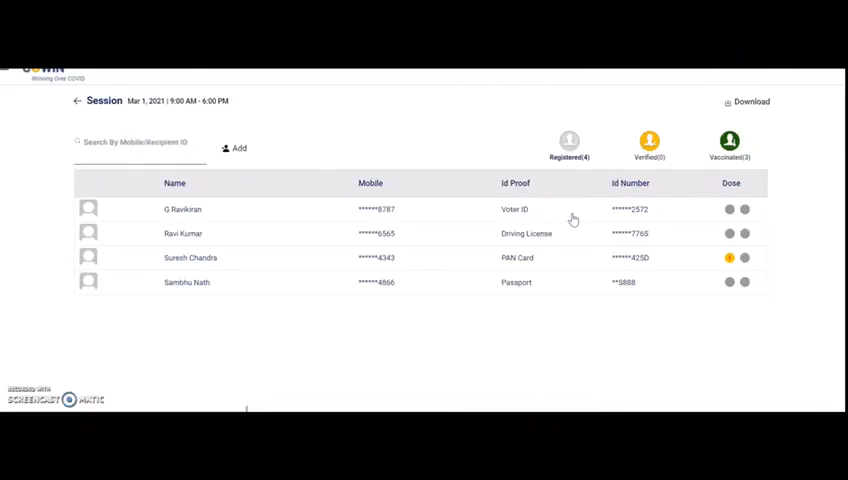 COWIN
Winning Over COVID
Session Mar 1, 2021 | 9:00 AM - 6:00 PM
Download
Search By Mobile/Recipient ID
Add
Registered(4) Verified(0) Vaccinated(3)
Name Mobile Id Proof Id Number Dose
G Ravikiran ******8787 Voter ID ******2572
Ravi Kumar ******6565 Driving License ******776S
Suresh Chandra ******4343 PAN Card ******425D
Sambhu Nath ******4866 Passport **S888
RECORDED WITH
SCREENCAST MATIC